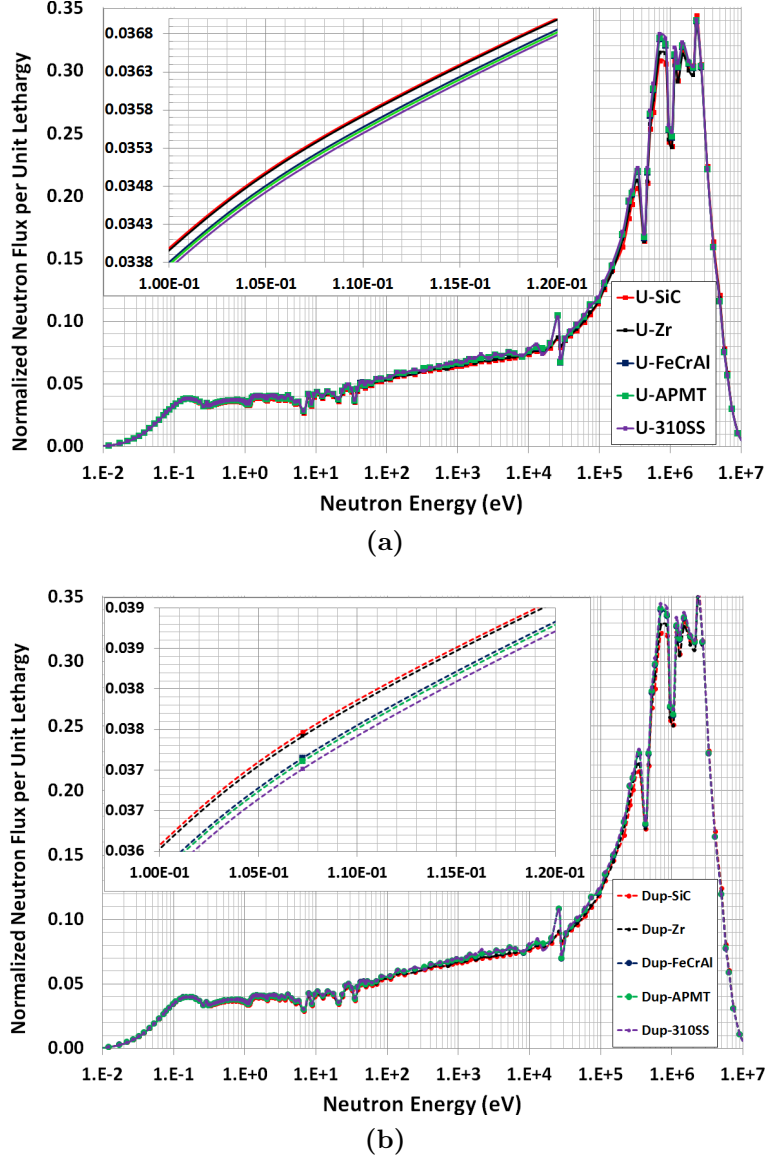 Normalized Neutron Flux per Unit Lethargy
0.35
0.30
0.25
0.20
0.15
0.10
0.05
0.00
0.0368
0.0363
0.0358
0.0353
0.0348
0.0343
0.0338
1.00E-01 1.05E-01 1.10E-01 1.15E-01 1.20E-01
U-SiC
U-Zr
U-FeCrAl
U-APMT
U-310SS
1.E-2 1.E-1 1.E+0 1.E+1 1.E+2 1.E+3 1.E+4 1.E+5 1.E+6 1.E+7
Neutron Energy (eV)
(a)
Normalized Neutron Flux per Unit Lethargy
0.35
0.30
0.25
0.20
0.15
0.10
0.05
0.00
0.039
0.039
0.038
0.038
0.037
0.037
0.036
1.00E-01 1.05E-01 1.10E-01 1.15E-01 1.20E-01
Dup-SiC
Dup-Zr
Dup-FeCrAl
Dup-APMT
Dup-310SS
1.E-2 1.E-1 1.E+0 1.E+1 1.E+2 1.E+3 1.E+4 1.E+5 1.E+6 1.E+7
Neutron Energy (eV)
(b)